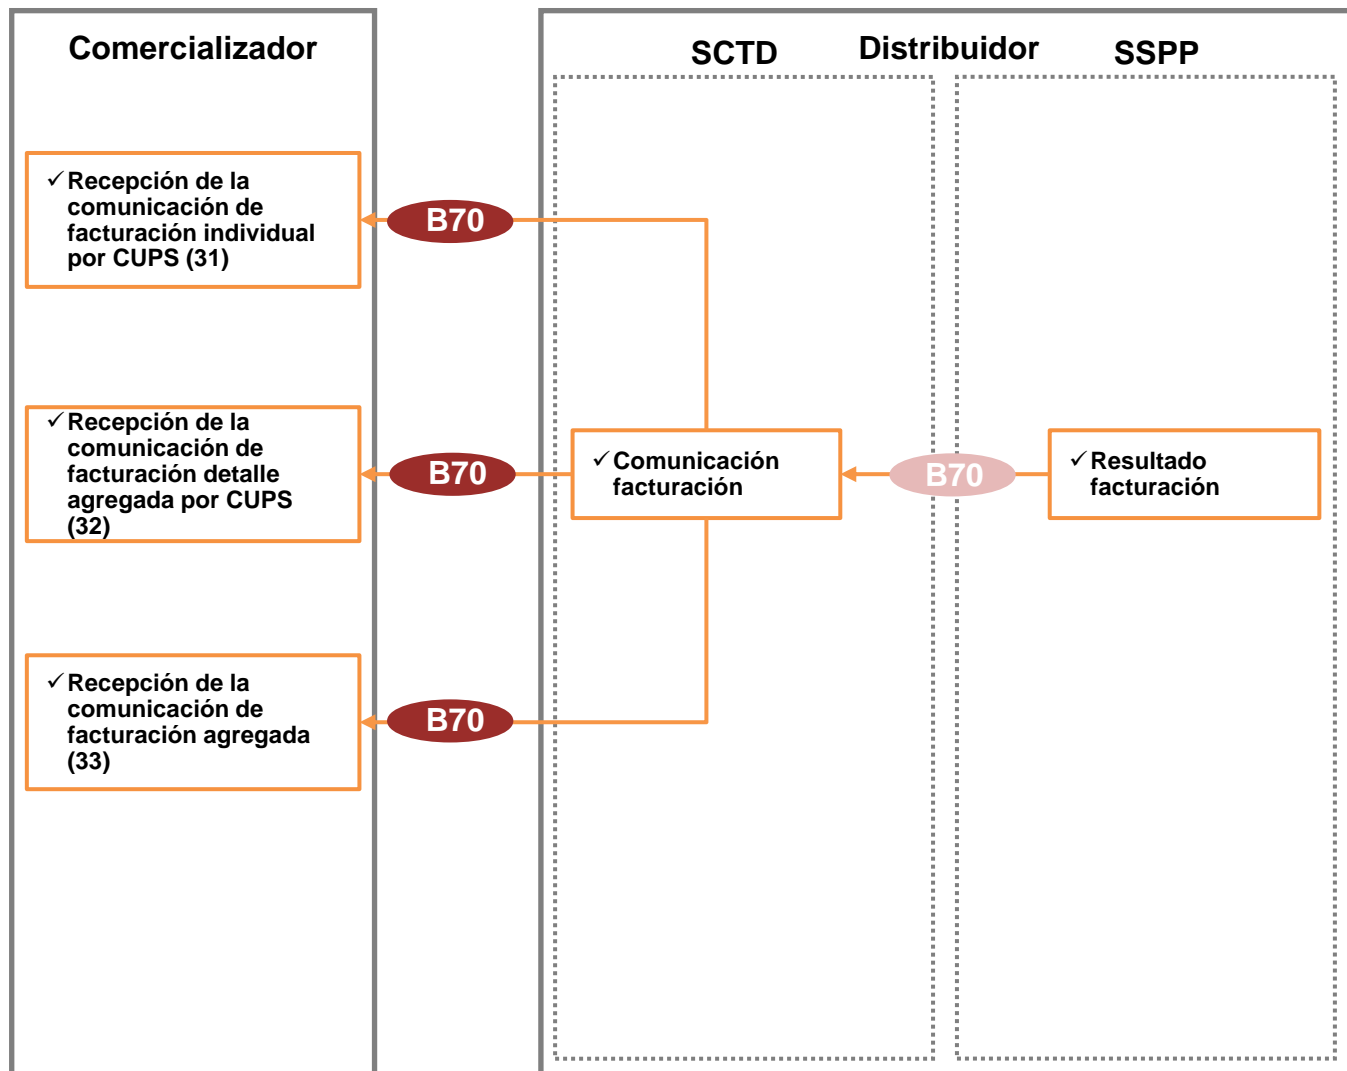 Comercializador
SCTD
Distribuidor
SSPP
✓ Recepción de la
comunicación de
facturación individual
por CUPS (31)
B70
✓ Recepción de la
comunicación de
facturación detalle
agregada por CUPS
(32)
B70
✓ Comunicación
facturación
B70
✓ Resultado
facturación
✓ Recepción de la
comunicación de
facturación agregada
(33)
B70